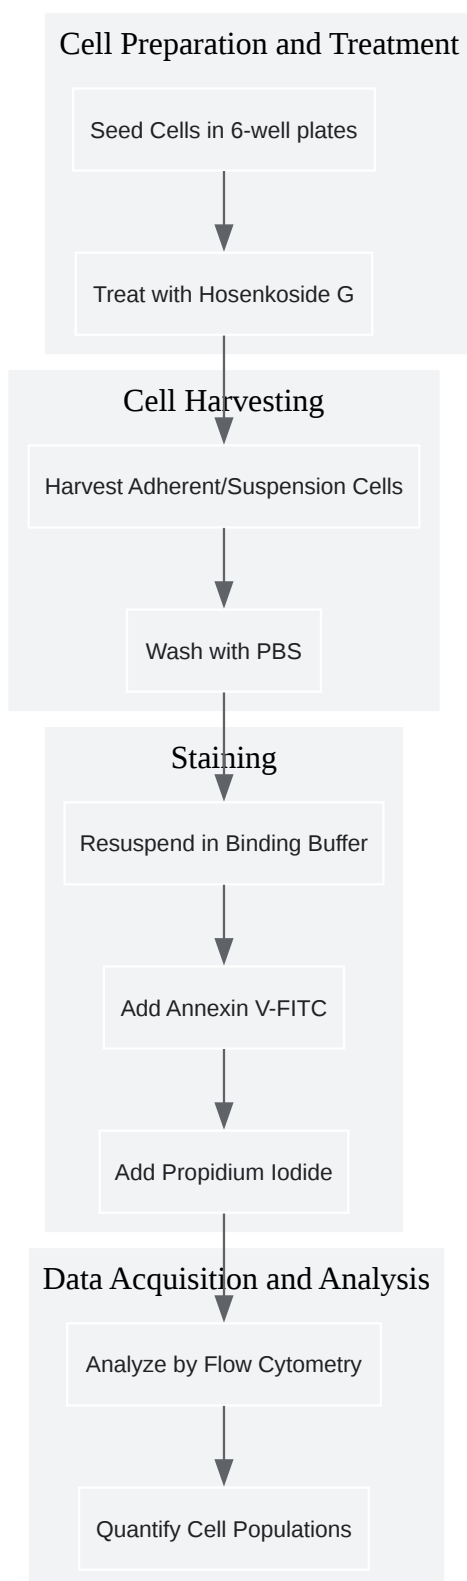 Cell Preparation and Treatment
Seed Cells in 6-well plates
Treat with Hosenkoside G
Cell Harvesting
Harvest Adherent/Suspension Cells
Wash with PBS
Staining
Resuspend in Binding Buffer
Add Annexin V-FITC
Add Propidium Iodide
Data Acquisition and Analysis
Analyze by Flow Cytometry
Quantify Cell Populations